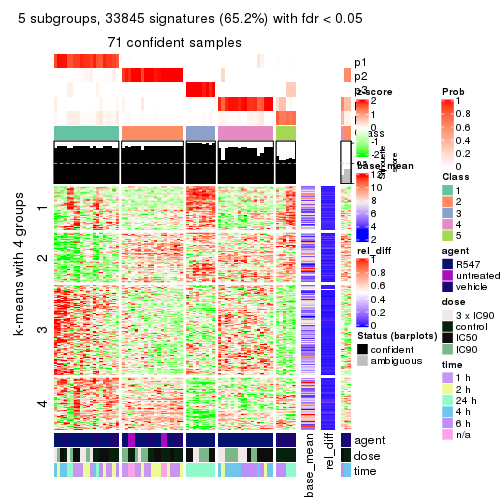 5 subgroups, 33845 signatures (65.2%) with fdr < 0.05
71 confident samples
p1
p2
p3
z-score
2
1
0
-2
Class
Silhouette
score
base_mean
12
10
8
6
4
2
rel_diff
1
0.8
0.6
0.4
0.2
0
Status (barplots)
confident
ambiguous
Prob
1
0.8
0.6
0.4
0.2
0
Class
1
2
3
4
5
agent
R547
untreated
vehicle
dose
3 x IC90
control
IC50
IC90
time
1 h
2 h
24 h
4 h
6 h
n/a
k-means with 4 groups
1
2
3
4
agent
dose
time
base_mean
rel_diff